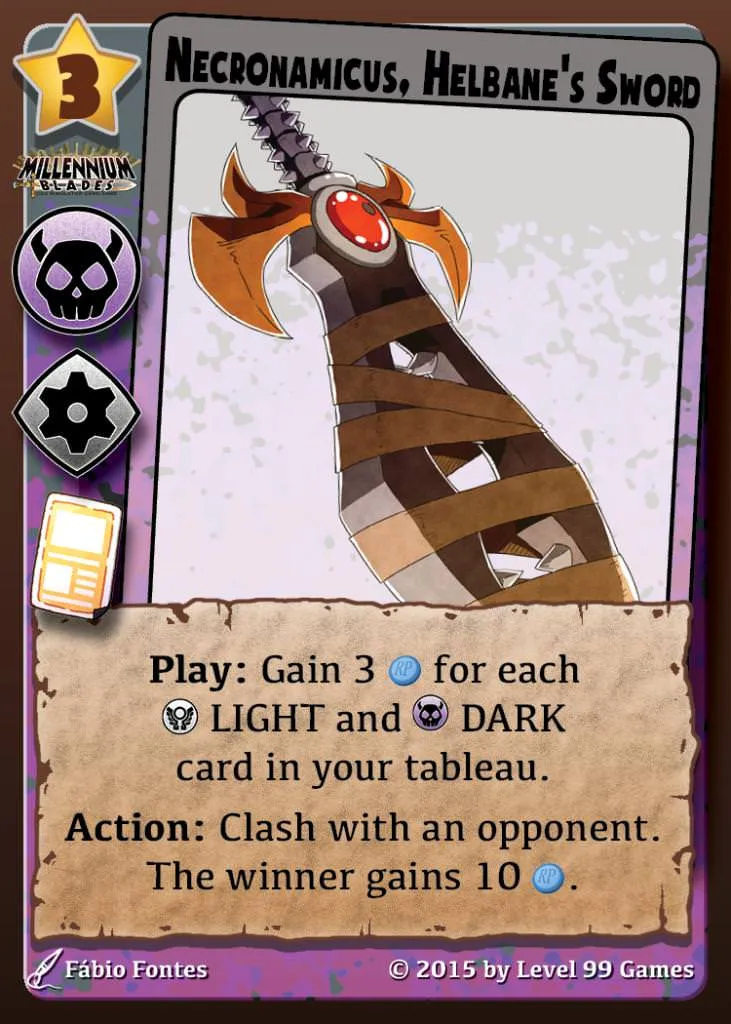 NECRONAMICUS, HELBANE'S SWORD
3
MILLENNIUM
BLADES
Play: Gain 3 RP for each
LIGHT and DARK
card in your tableau.
Action: Clash with an opponent.
The winner gains 10 RP.
Fábio Fontes
© 2015 by Level 99 Games